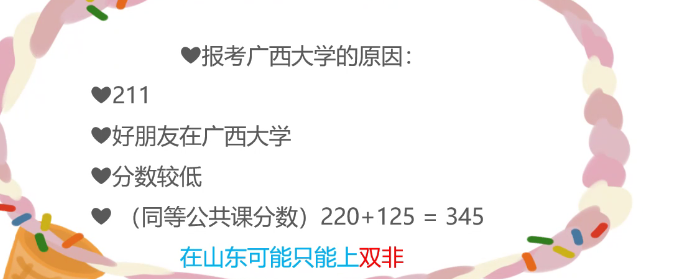 ♥报考广西大学的原因：
♥211
♥好朋友在广西大学
♥分数较低
♥ （同等公共课分数）220+125 = 345
在山东可能只能上双非